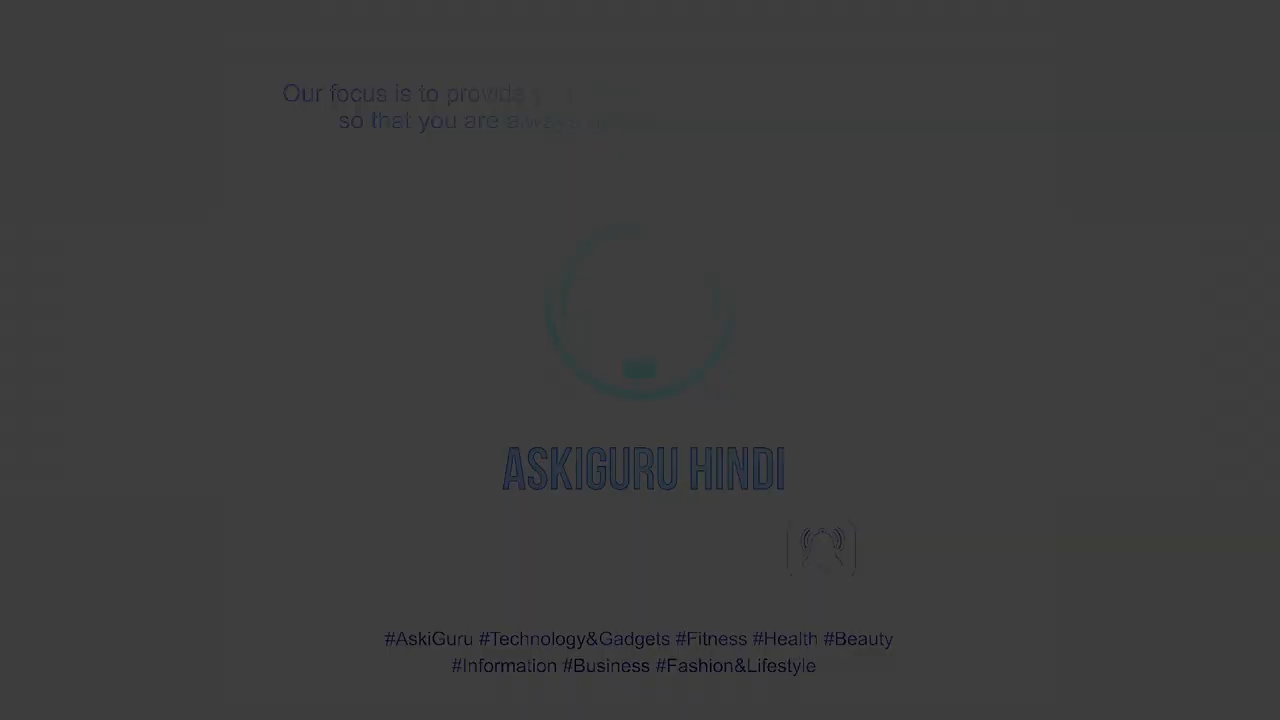 Our focus is to provide
so that you are always
ASKIGURU HINDI
#AskiGuru #Technology&Gadgets #Fitness #Health #Beauty
#Information #Business #Fashion&Lifestyle